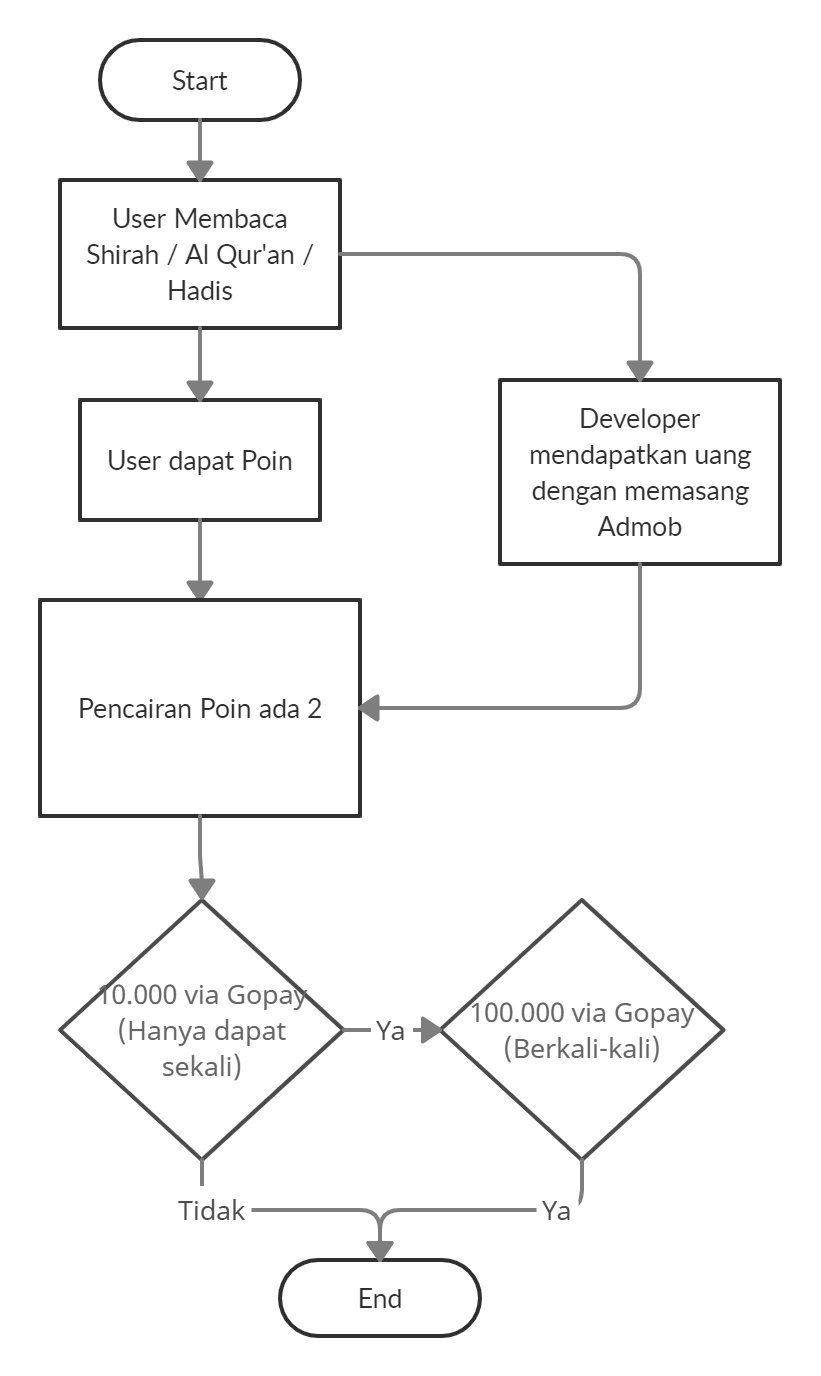 Start
User Membaca
Shirah / Al Qur'an /
Hadis
User dapat Poin
Developer
mendapatkan uang
dengan memasang
Admob
Pencairan Poin ada 2
10.000 via Gopay
(Hanya dapat
sekali)
Ya
100.000 via Gopay
(Berkali-kali)
Tidak
Ya
End